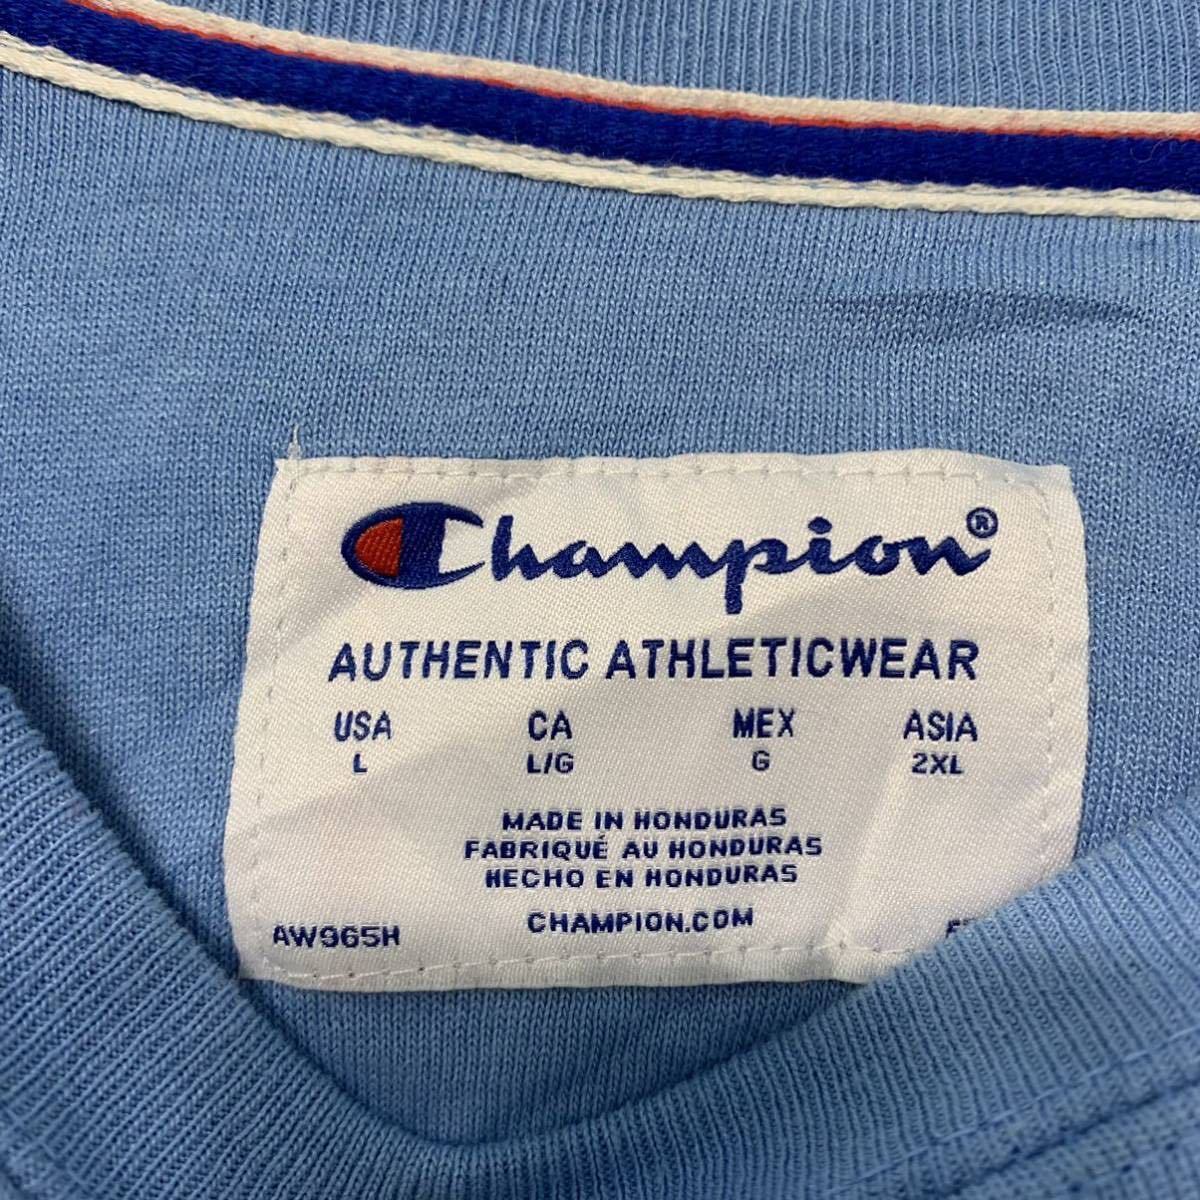 Champion®
AUTHENTIC ATHLETICWEAR
USA CA MEX ASIA
L L/G G 2XL
MADE IN HONDURAS
FABRIQUÉ AU HONDURAS
HECHO EN HONDURAS
AW965H CHAMPION.COM